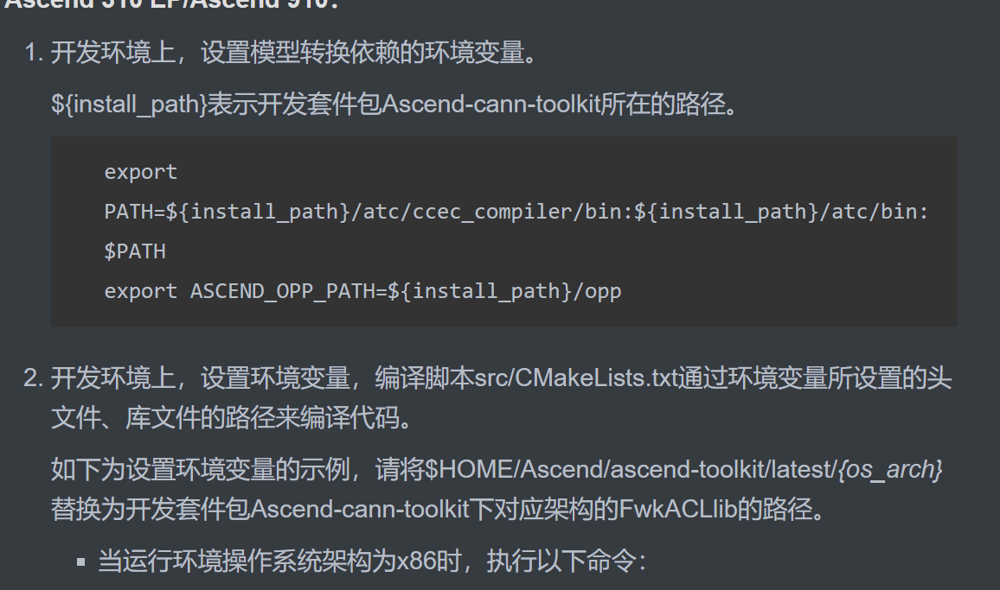 Ascend 310 EP/Ascend 910：
1. 开发环境上，设置模型转换依赖的环境变量。
${install_path}表示开发套件包Ascend-cann-toolkit所在的路径。
export
PATH=${install_path}/atc/ccec_compiler/bin:${install_path}/atc/bin:
$PATH
export ASCEND_OPP_PATH=${install_path}/opp
2. 开发环境上，设置环境变量，编译脚本src/CMakeLists.txt通过环境变量所设置的头
文件、库文件的路径来编译代码。
如下为设置环境变量的示例，请将$HOME/Ascend/ascend-toolkit/latest/{os_arch}
替换为开发套件包Ascend-cann-toolkit下对应架构的FwkACLlib的路径。
▪ 当运行环境操作系统架构为x86时，执行以下命令：